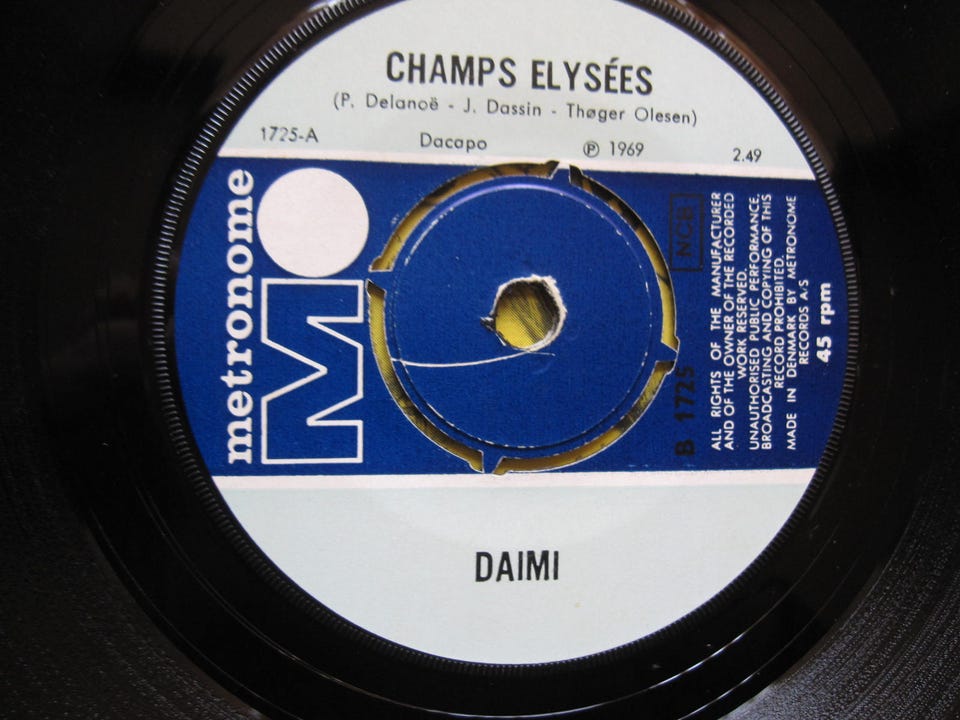 CHAMPS ELYSÉES
(P. Delanoë - J. Dassin - Thøger Olesen)
1725-A Dacapo ℗ 1969 2.49
metronome
M
NCB
B 1725
ALL RIGHTS OF THE MANUFACTURER
AND OF THE OWNER OF THE RECORDED
WORK RESERVED.
UNAUTHORISED PUBLIC PERFORMANCE,
BROADCASTING AND COPYING OF THIS
RECORD PROHIBITED.
MADE IN DENMARK BY METRONOME
RECORDS A/S
45 rpm
DAIMI